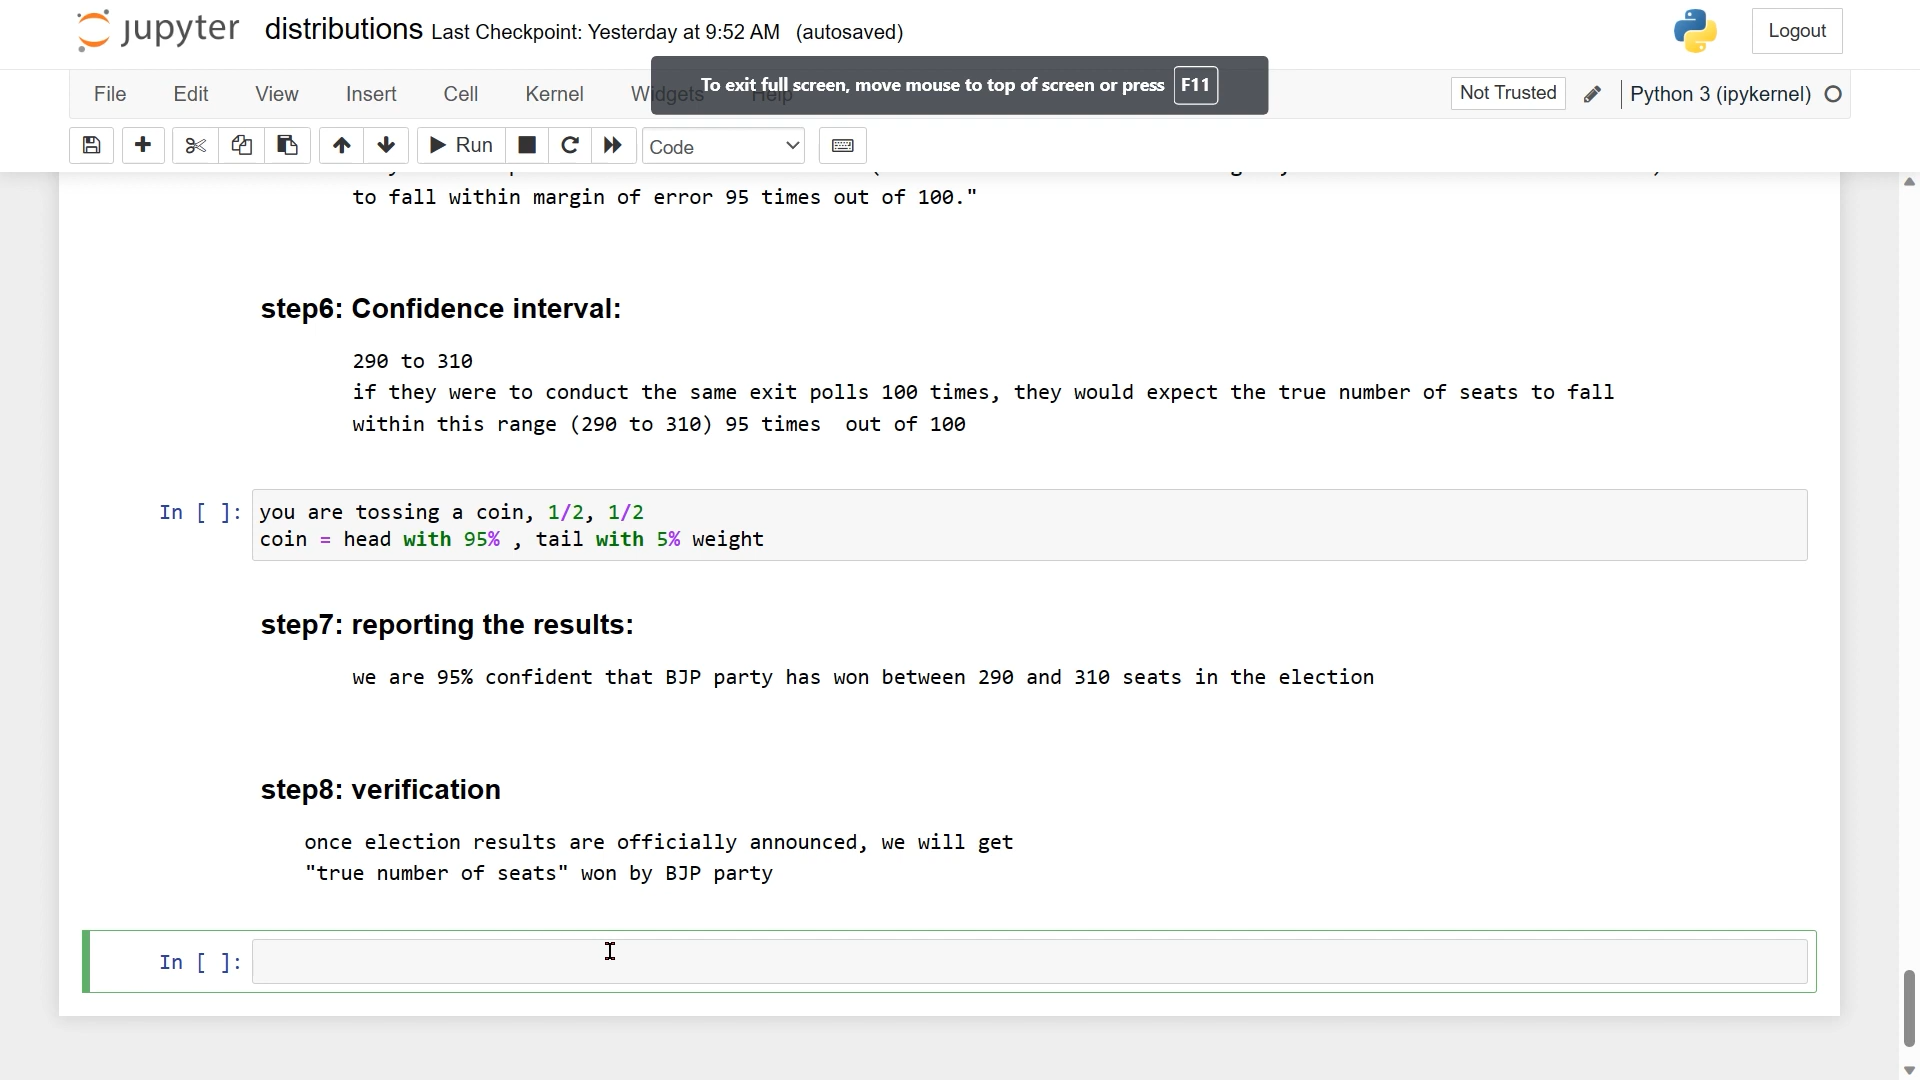 jupyter distributions Last Checkpoint: Yesterday at 9:52 AM (autosaved) Logout
To exit full screen, move mouse to top of screen or press F11
File Edit View Insert Cell Kernel Widgets Help Not Trusted Python 3 (ipykernel)
Run Code
to fall within margin of error 95 times out of 100."
step6: Confidence interval:
290 to 310
if they were to conduct the same exit polls 100 times, they would expect the true number of seats to fall
within this range (290 to 310) 95 times  out of 100
In [ ]: you are tossing a coin, 1/2, 1/2
coin = head with 95% , tail with 5% weight
step7: reporting the results:
we are 95% confident that BJP party has won between 290 and 310 seats in the election
step8: verification
once election results are officially announced, we will get
"true number of seats" won by BJP party
In [ ]: